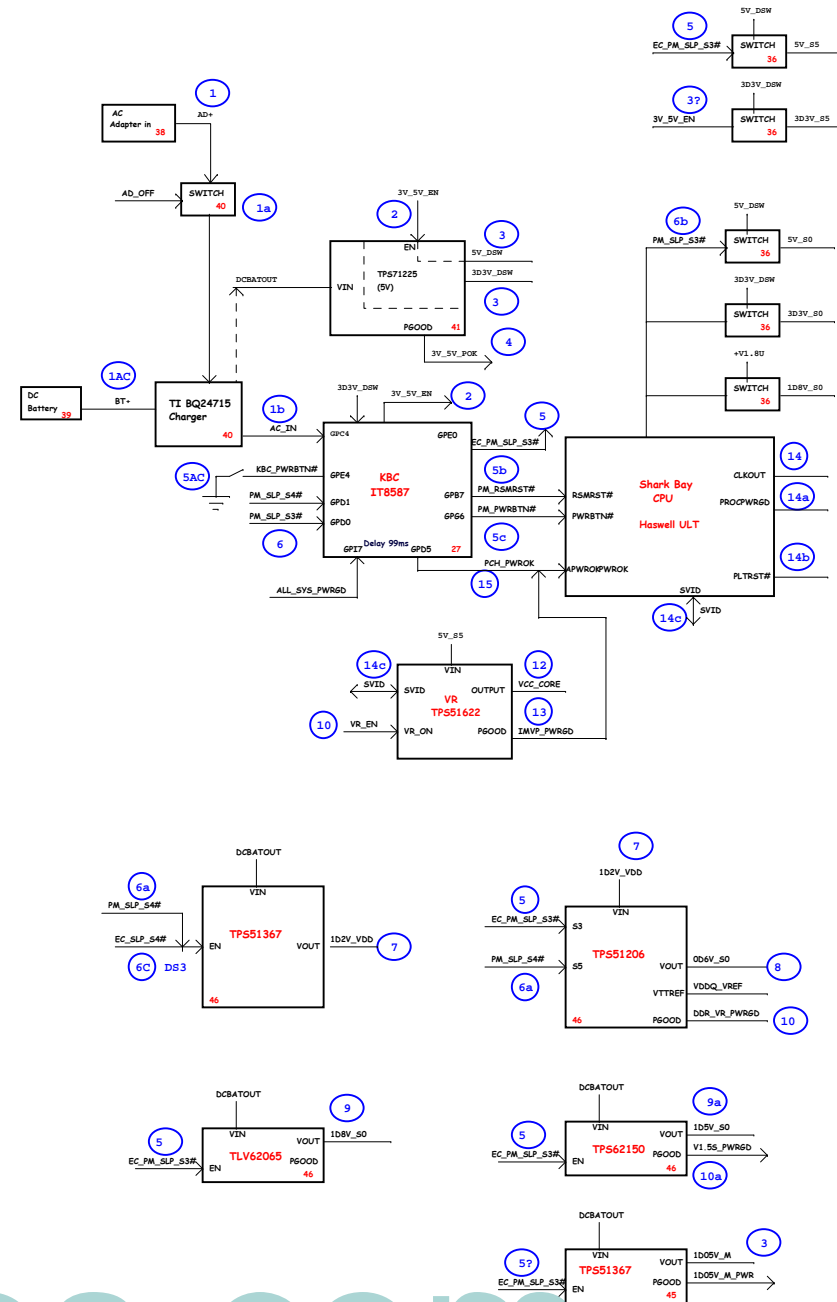 5
5V_DSW
EC_PM_SLP_S3#
SWITCH
36
5V_S5
3?
3D3V_DSW
3V_5V_EN
SWITCH
36
3D3V_S5
1
AC
Adapter in
38
AD+
AD_OFF
SWITCH
40
1a
3V_5V_EN
2
EN
TPS71225
(5V)
VIN
PGOOD
41
3
5V_DSW
3D3V_DSW
3
3V_5V_POK
4
DCBATOUT
6b
5V_DSW
PM_SLP_S3#
SWITCH
36
5V_S0
3D3V_DSW
SWITCH
36
3D3V_S0
+V1.8U
SWITCH
36
1D8V_S0
1AC
DC
Battery
39
BT+
TI BQ24715
Charger
40
1b
AC_IN
3D3V_DSW
3V_5V_EN
2
GPC4
GPE0
EC_PM_SLP_S3#
5
5AC
KBC_PWRBTN#
GPE4
KBC
IT8587
PM_SLP_S4#
GPD1
PM_SLP_S3#
GPD0
6
GPB7
GPG6
Delay 99ms
GPI7
GPD5
27
ALL_SYS_PWRGD
5b
PM_RSMRST#
PM_PWRBTN#
5c
PCH_PWROK
15
RSMRST#
PWRBTN#
APWROKPWROK
Shark Bay
CPU
Haswell ULT
CLKOUT
14
PROCPWRGD
14a
PLTRST#
14b
SVID
14c
SVID
5V_S5
VIN
14c
SVID
SVID
VR
TPS51622
OUTPUT
12
VCC_CORE
10
VR_EN
VR_ON
PGOOD
13
IMVP_PWRGD
DCBATOUT
VIN
6a
PM_SLP_S4#
EC_SLP_S4#
EN
TPS51367
VOUT
1D2V_VDD
7
6C DS3
46
7
1D2V_VDD
VIN
5
EC_PM_SLP_S3#
S3
TPS51206
PM_SLP_S4#
S5
6a
VOUT
0D6V_S0
8
VTTREF
VDDQ_VREF
46
PGOOD
DDR_VR_PWRGD
10
DCBATOUT
VIN
5
EC_PM_SLP_S3#
EN
TLV62065
VOUT
1D8V_S0
9
PGOOD
46
DCBATOUT
VIN
5
EC_PM_SLP_S3#
EN
TPS62150
VOUT
1D5V_S0
9a
PGOOD
V1.5S_PWRGD
46
10a
DCBATOUT
VIN
5?
EC_PM_SLP_S3#
EN
TPS51367
VOUT
1D05V_M
3
PGOOD
1D05V_M_PWR
45